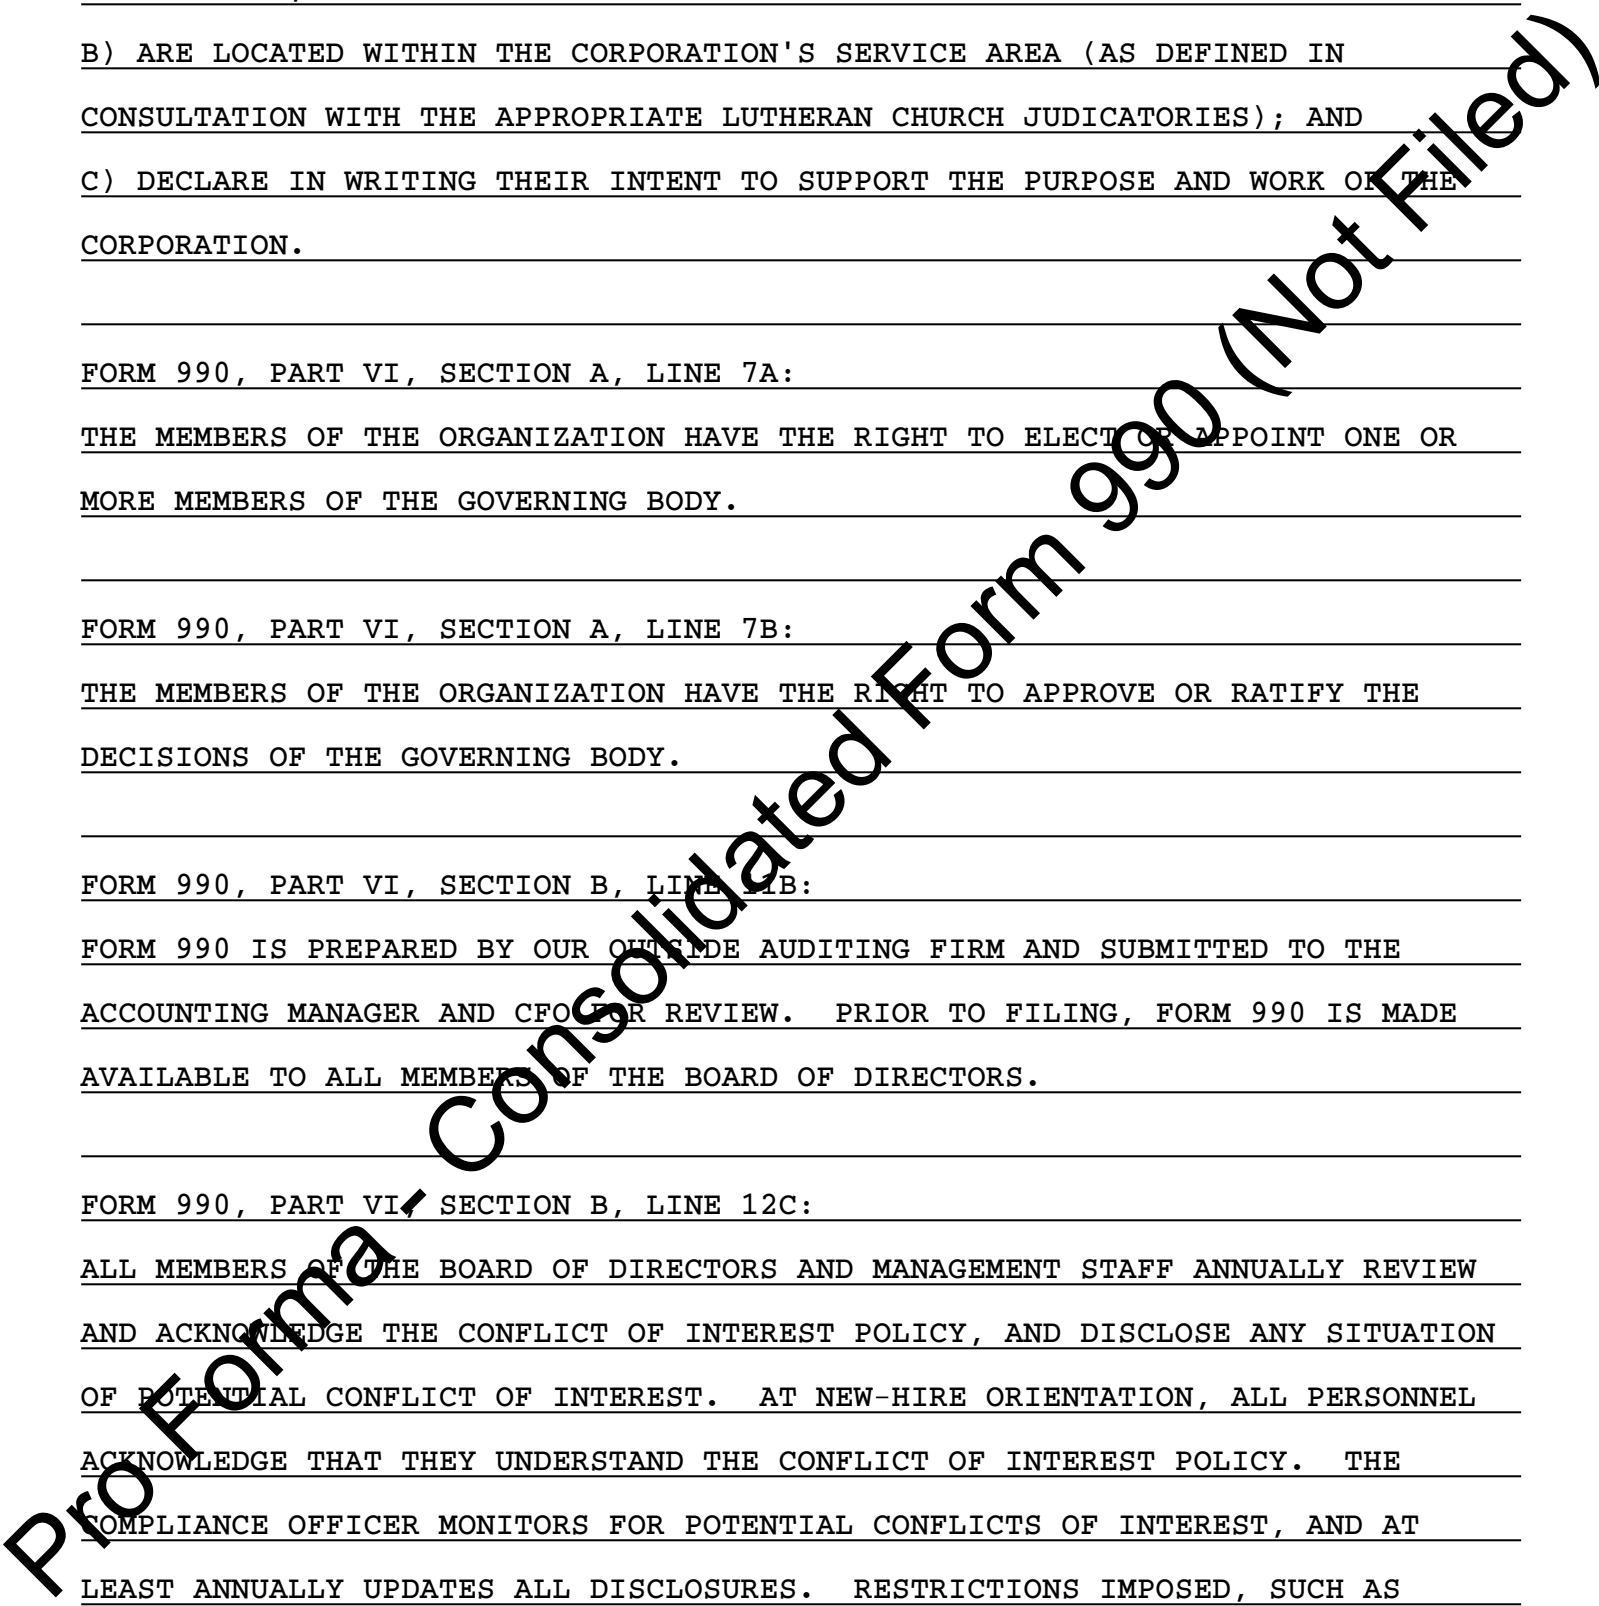 B) ARE LOCATED WITHIN THE CORPORATION'S SERVICE AREA (AS DEFINED IN
CONSULTATION WITH THE APPROPRIATE LUTHERAN CHURCH JUDICATORIES); AND
C) DECLARE IN WRITING THEIR INTENT TO SUPPORT THE PURPOSE AND WORK OF THE
CORPORATION.
FORM 990, PART VI, SECTION A, LINE 7A:
THE MEMBERS OF THE ORGANIZATION HAVE THE RIGHT TO ELECT OR APPOINT ONE OR
MORE MEMBERS OF THE GOVERNING BODY.
FORM 990, PART VI, SECTION A, LINE 7B:
THE MEMBERS OF THE ORGANIZATION HAVE THE RIGHT TO APPROVE OR RATIFY THE
DECISIONS OF THE GOVERNING BODY.
FORM 990, PART VI, SECTION B, LINE 11B:
FORM 990 IS PREPARED BY OUR OUTSIDE AUDITING FIRM AND SUBMITTED TO THE
ACCOUNTING MANAGER AND CFO FOR REVIEW.  PRIOR TO FILING, FORM 990 IS MADE
AVAILABLE TO ALL MEMBERS OF THE BOARD OF DIRECTORS.
FORM 990, PART VI, SECTION B, LINE 12C:
ALL MEMBERS OF THE BOARD OF DIRECTORS AND MANAGEMENT STAFF ANNUALLY REVIEW
AND ACKNOWLEDGE THE CONFLICT OF INTEREST POLICY, AND DISCLOSE ANY SITUATION
OF POTENTIAL CONFLICT OF INTEREST.  AT NEW-HIRE ORIENTATION, ALL PERSONNEL
ACKNOWLEDGE THAT THEY UNDERSTAND THE CONFLICT OF INTEREST POLICY.  THE
COMPLIANCE OFFICER MONITORS FOR POTENTIAL CONFLICTS OF INTEREST, AND AT
LEAST ANNUALLY UPDATES ALL DISCLOSURES.  RESTRICTIONS IMPOSED, SUCH AS
Pro Forma - Consolidated Form 990 (Not Filed)